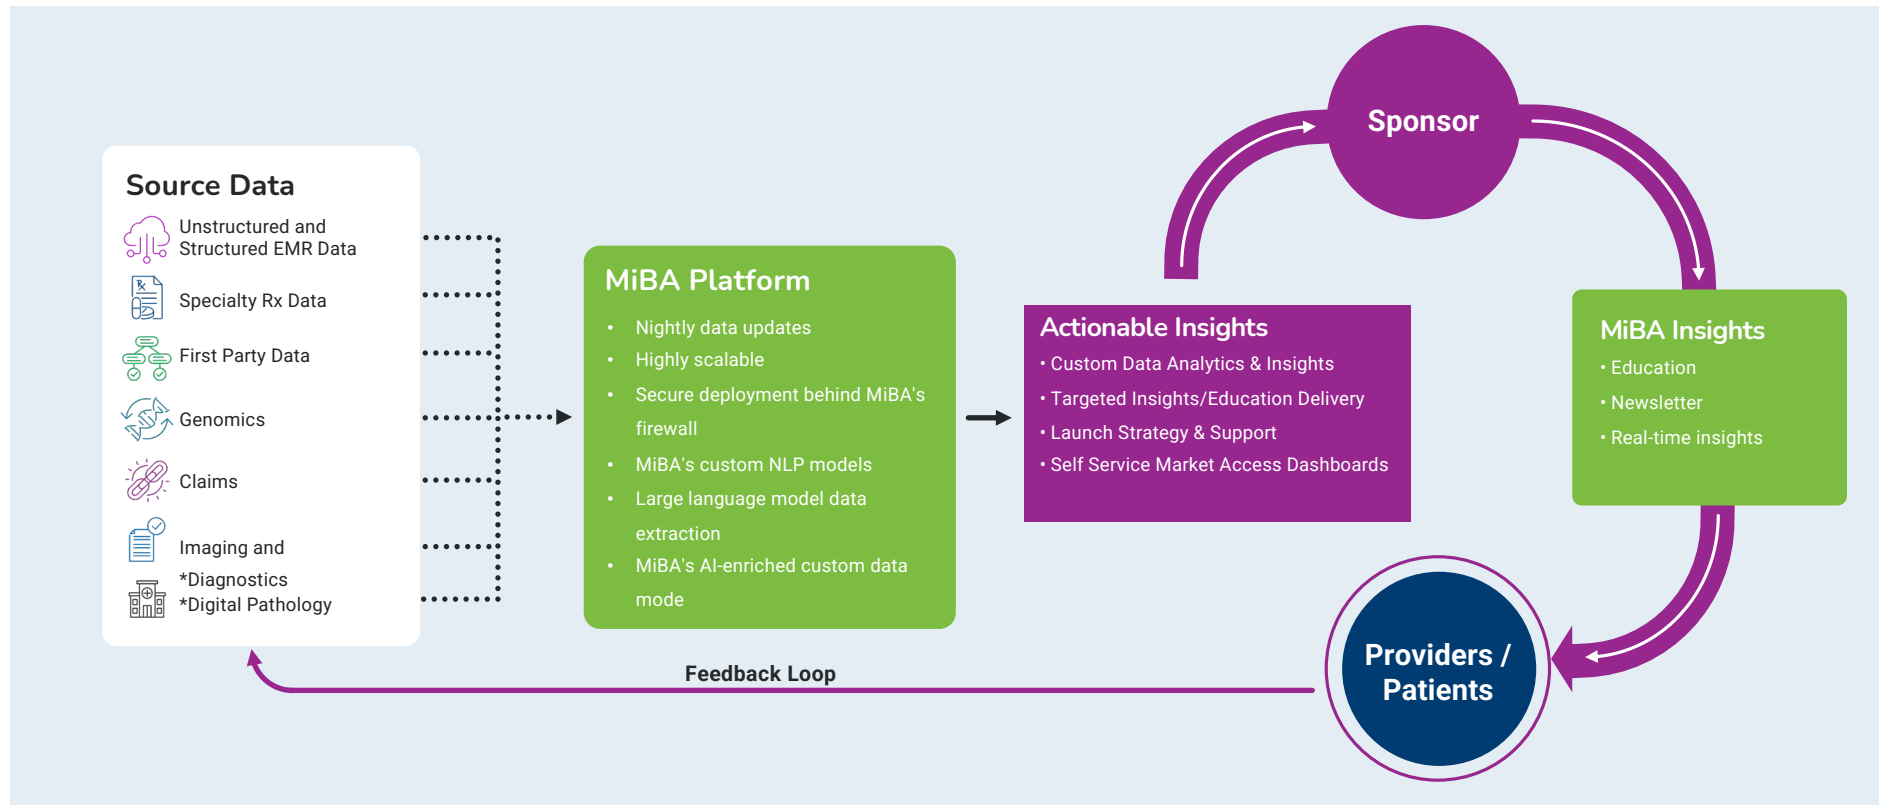 Source Data
Unstructured and
Structured EMR Data
Specialty Rx Data
First Party Data
Genomics
Claims
Imaging and
*Diagnostics
*Digital Pathology
MiBA Platform
• Nightly data updates
• Highly scalable
• Secure deployment behind MiBA's
firewall
• MiBA's custom NLP models
• Large language model data
extraction
• MiBA's AI-enriched custom data
mode
Actionable Insights
• Custom Data Analytics & Insights
• Targeted Insights/Education Delivery
• Launch Strategy & Support
• Self Service Market Access Dashboards
Sponsor
MiBA Insights
• Education
• Newsletter
• Real-time insights
Providers /
Patients
Feedback Loop